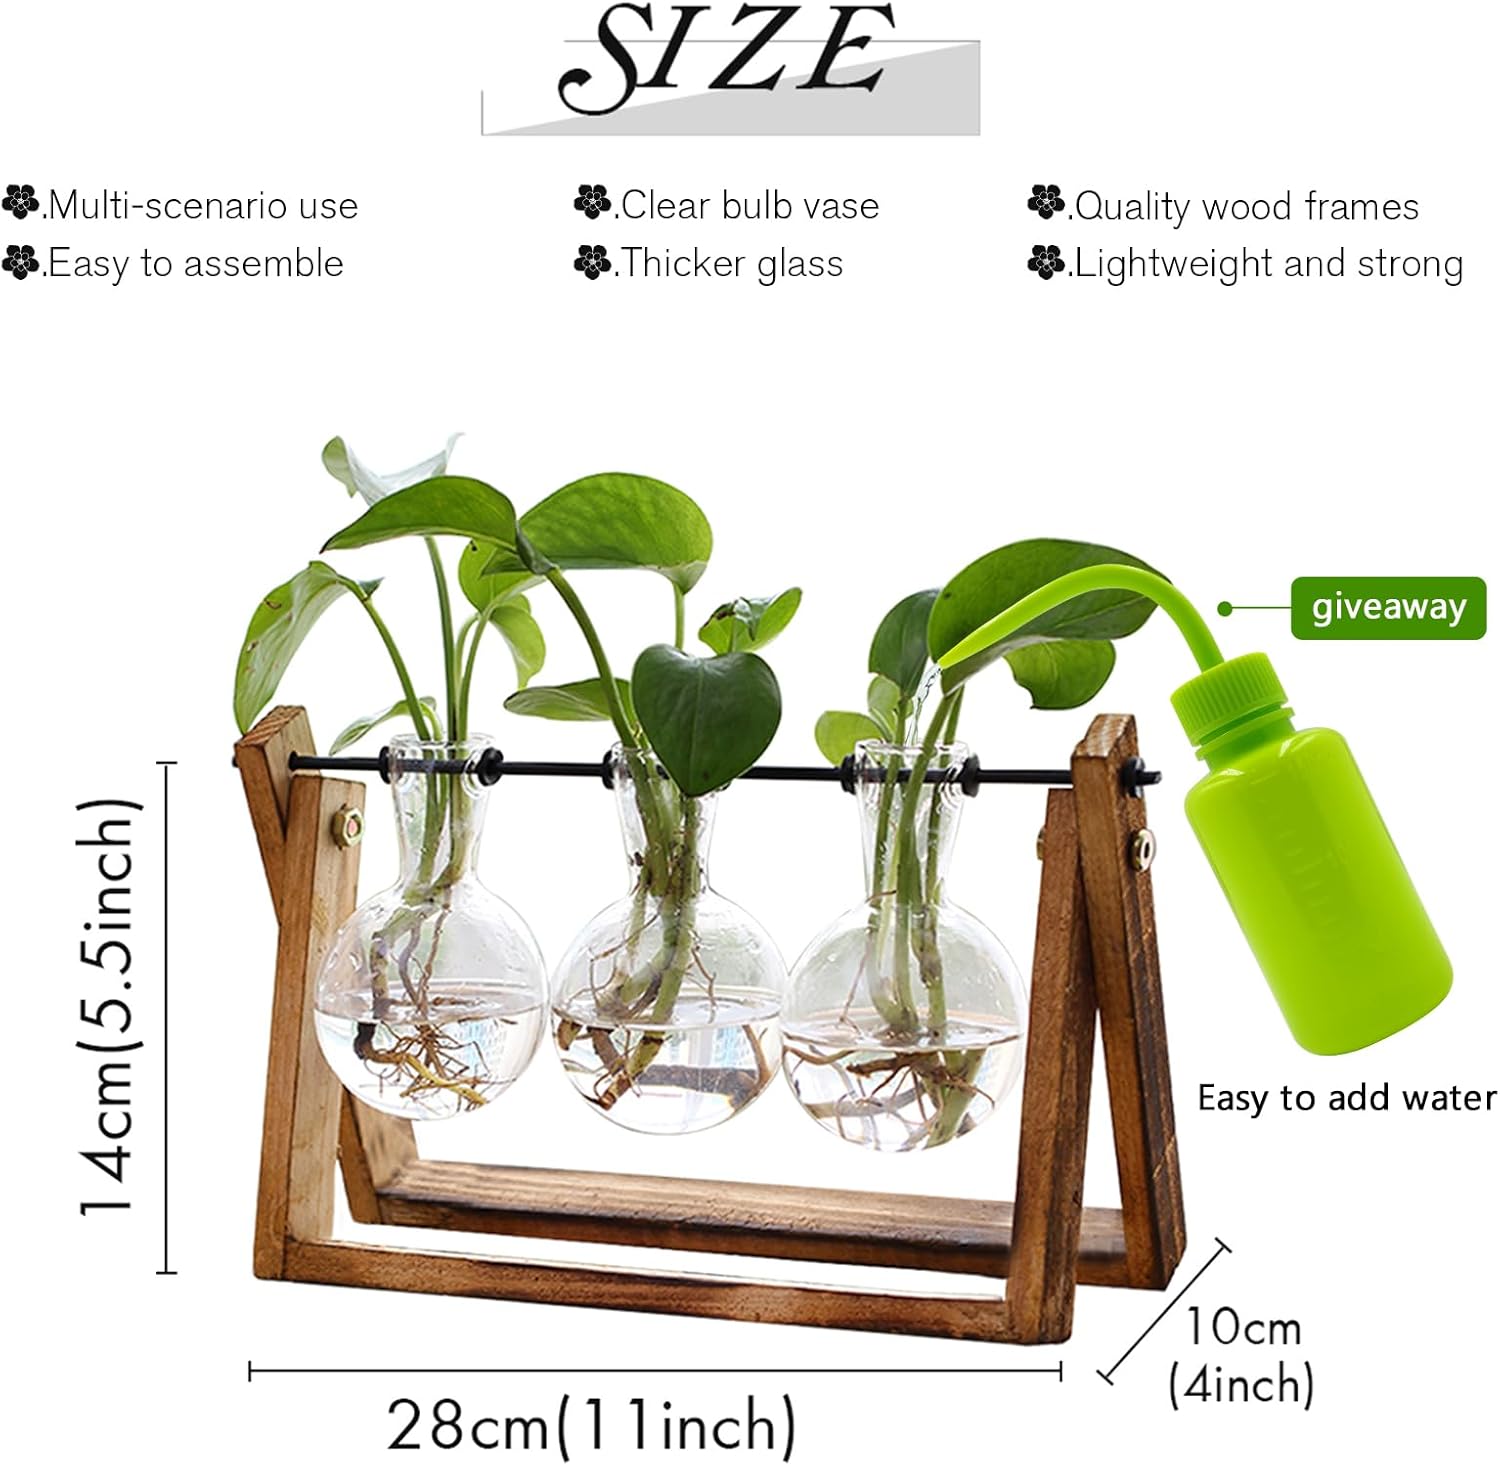 SIZE
.Multi-scenario use
.Clear bulb vase
.Quality wood frames
.Easy to assemble
.Thicker glass
.Lightweight and strong
giveaway
14cm(5.5inch)
Easy to add water
10cm
(4inch)
28cm(11inch)